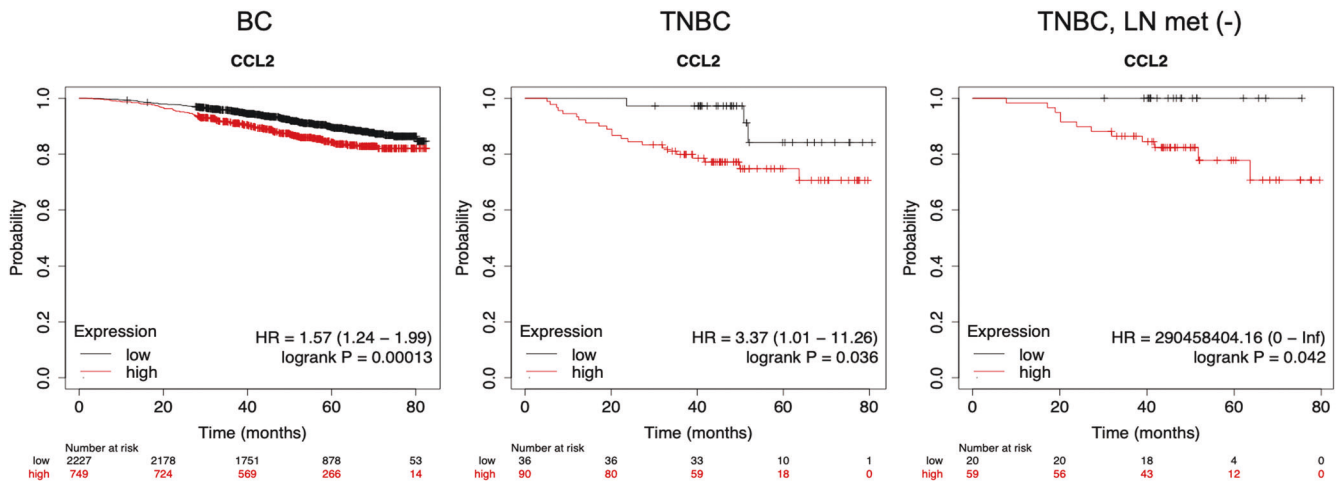 BC
CCL2
Probability
1.0
0.8
0.6
0.4
0.2
0.0
Expression
low
high
HR = 1.57 (1.24 − 1.99)
logrank P = 0.00013
0 20 40 60 80
Time (months)
Number at risk
low 2227 2178 1751 878 53
high 749 724 569 266 14
TNBC
CCL2
Probability
1.0
0.8
0.6
0.4
0.2
0.0
Expression
low
high
HR = 3.37 (1.01 − 11.26)
logrank P = 0.036
0 20 40 60 80
Time (months)
Number at risk
low 36 36 33 10 1
high 90 80 59 18 0
TNBC, LN met (-)
CCL2
Probability
1.0
0.8
0.6
0.4
0.2
0.0
Expression
low
high
HR = 290458404.16 (0 − Inf)
logrank P = 0.042
0 20 40 60 80
Time (months)
Number at risk
low 20 20 18 4 0
high 59 56 43 12 0